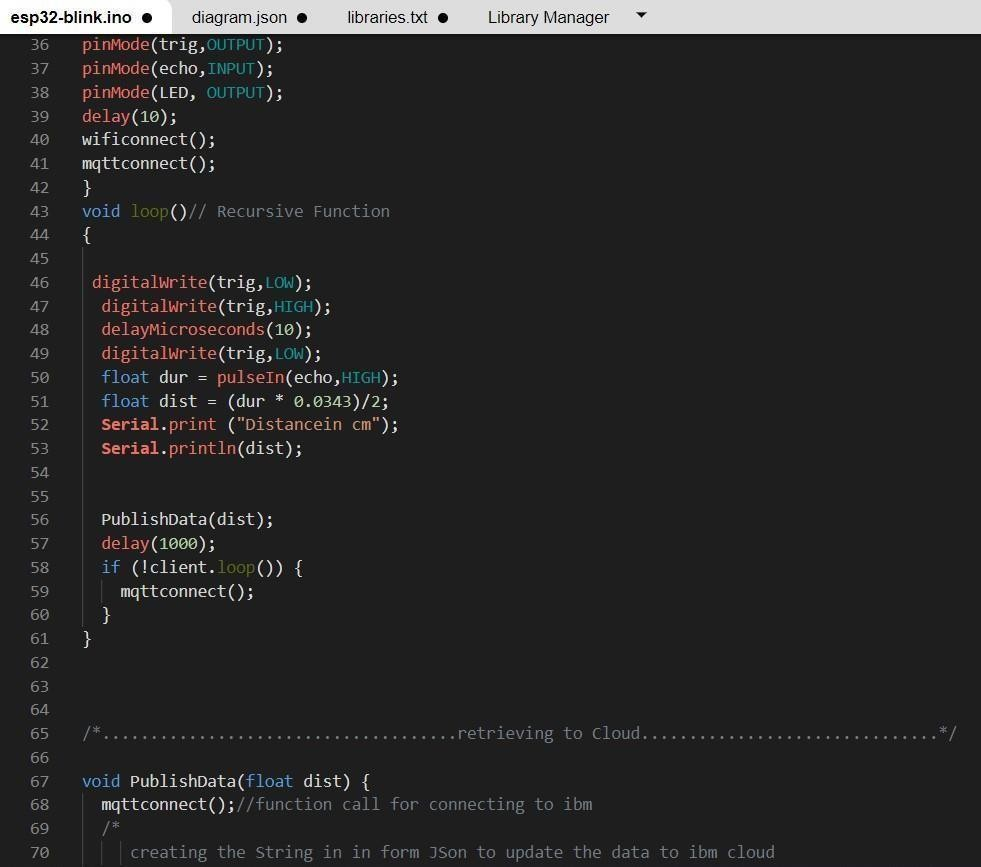 esp32-blink.ino ● diagram.json ● libraries.txt ● Library Manager
36 pinMode(trig,OUTPUT);
37 pinMode(echo,INPUT);
38 pinMode(LED, OUTPUT);
39 delay(10);
40 wificonnect();
41 mqttconnect();
42 }
43 void loop()// Recursive Function
44 {
45
46 digitalWrite(trig,LOW);
47 digitalWrite(trig,HIGH);
48 delayMicroseconds(10);
49 digitalWrite(trig,LOW);
50 float dur = pulseIn(echo,HIGH);
51 float dist = (dur * 0.0343)/2;
52 Serial.print ("Distancein cm");
53 Serial.println(dist);
54
55
56 PublishData(dist);
57 delay(1000);
58 if (!client.loop()) {
59 mqttconnect();
60 }
61 }
62
63
64
65 /*.....................................retrieving to Cloud...............................*/
66
67 void PublishData(float dist) {
68 mqttconnect();//function call for connecting to ibm
69 /*
70 creating the String in in form JSon to update the data to ibm cloud